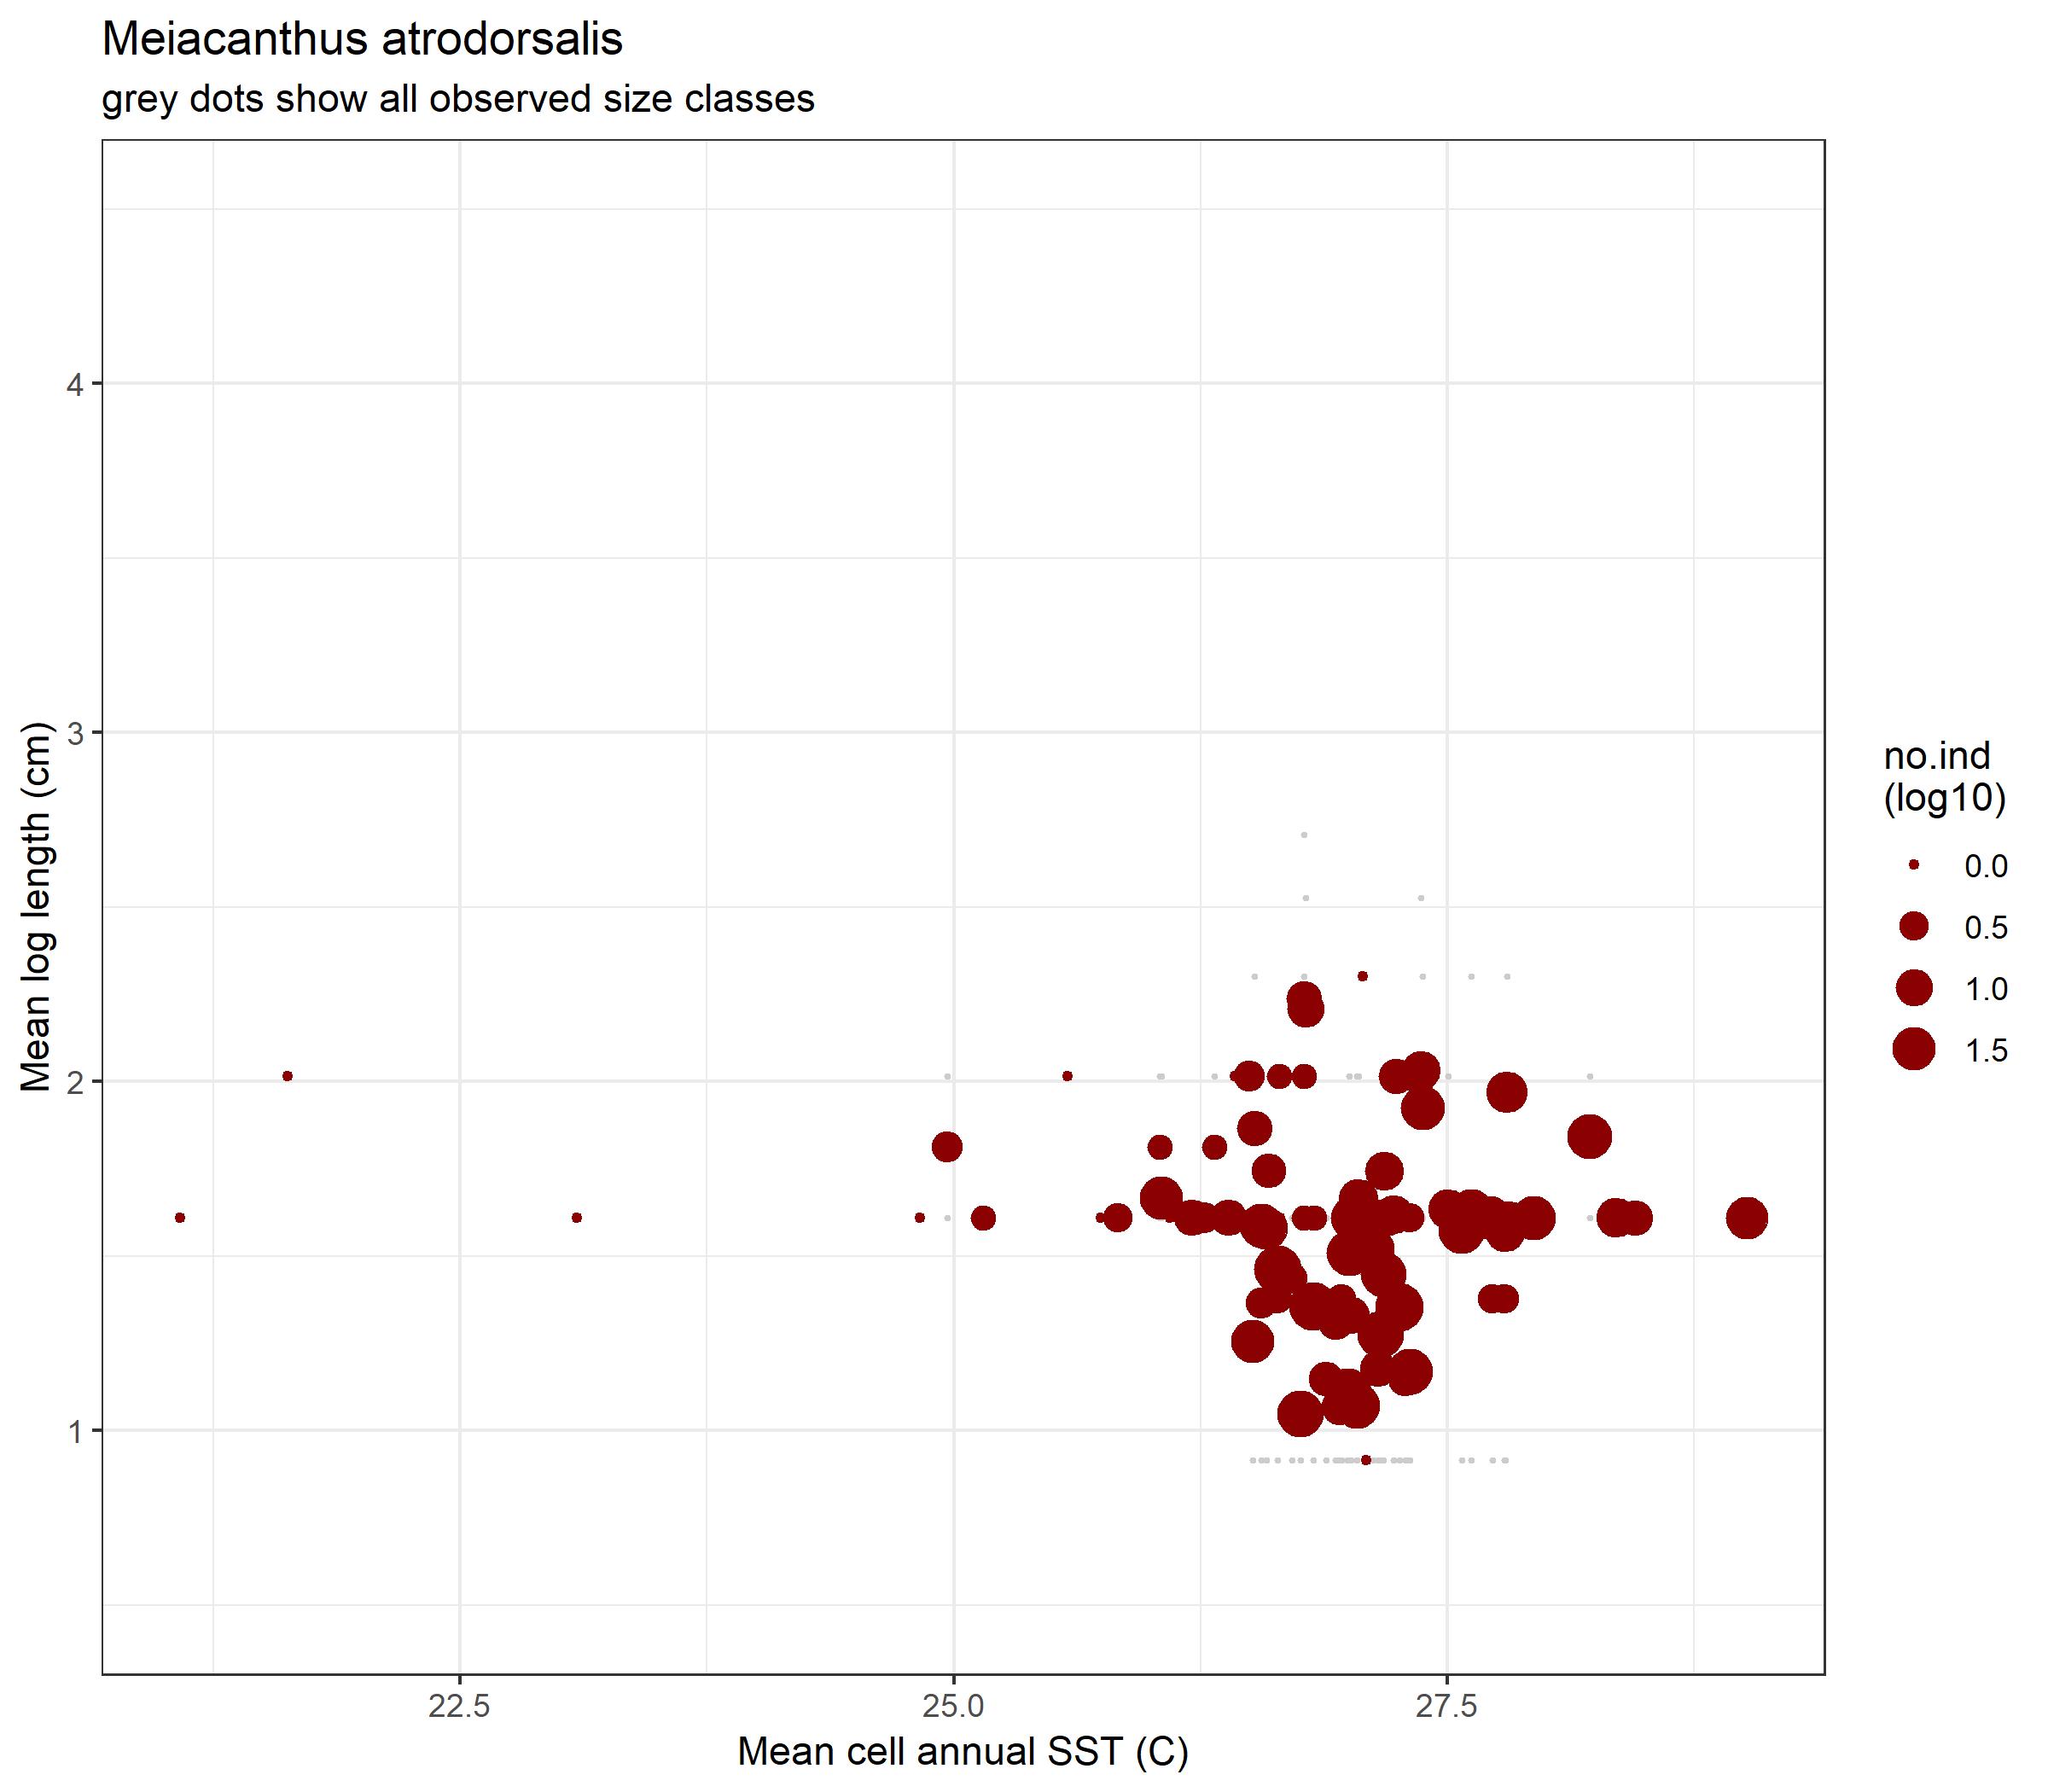 Meiacanthus atrodorsalis
grey dots show all observed size classes
Mean log length (cm)
4
3
2
1
22.5
25.0
27.5
Mean cell annual SST (C)
no.ind
(log10)
0.0
0.5
1.0
1.5